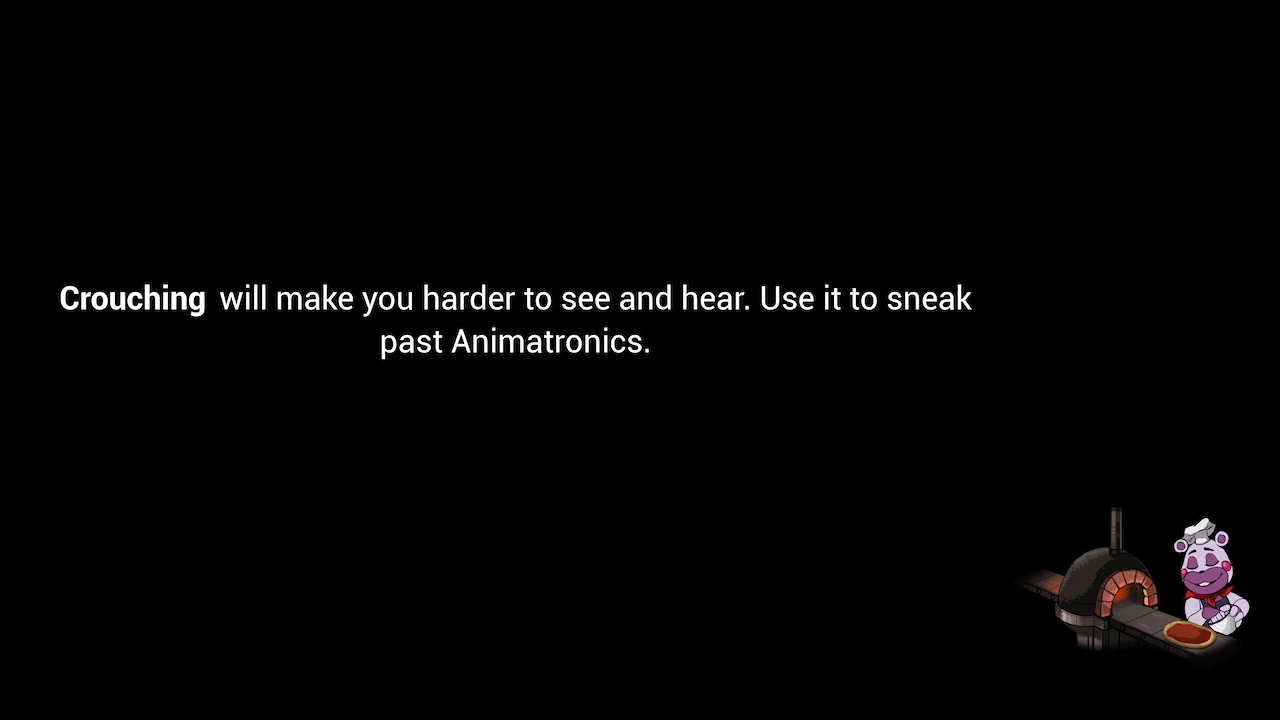 Crouching will make you harder to see and hear. Use it to sneak
past Animatronics.